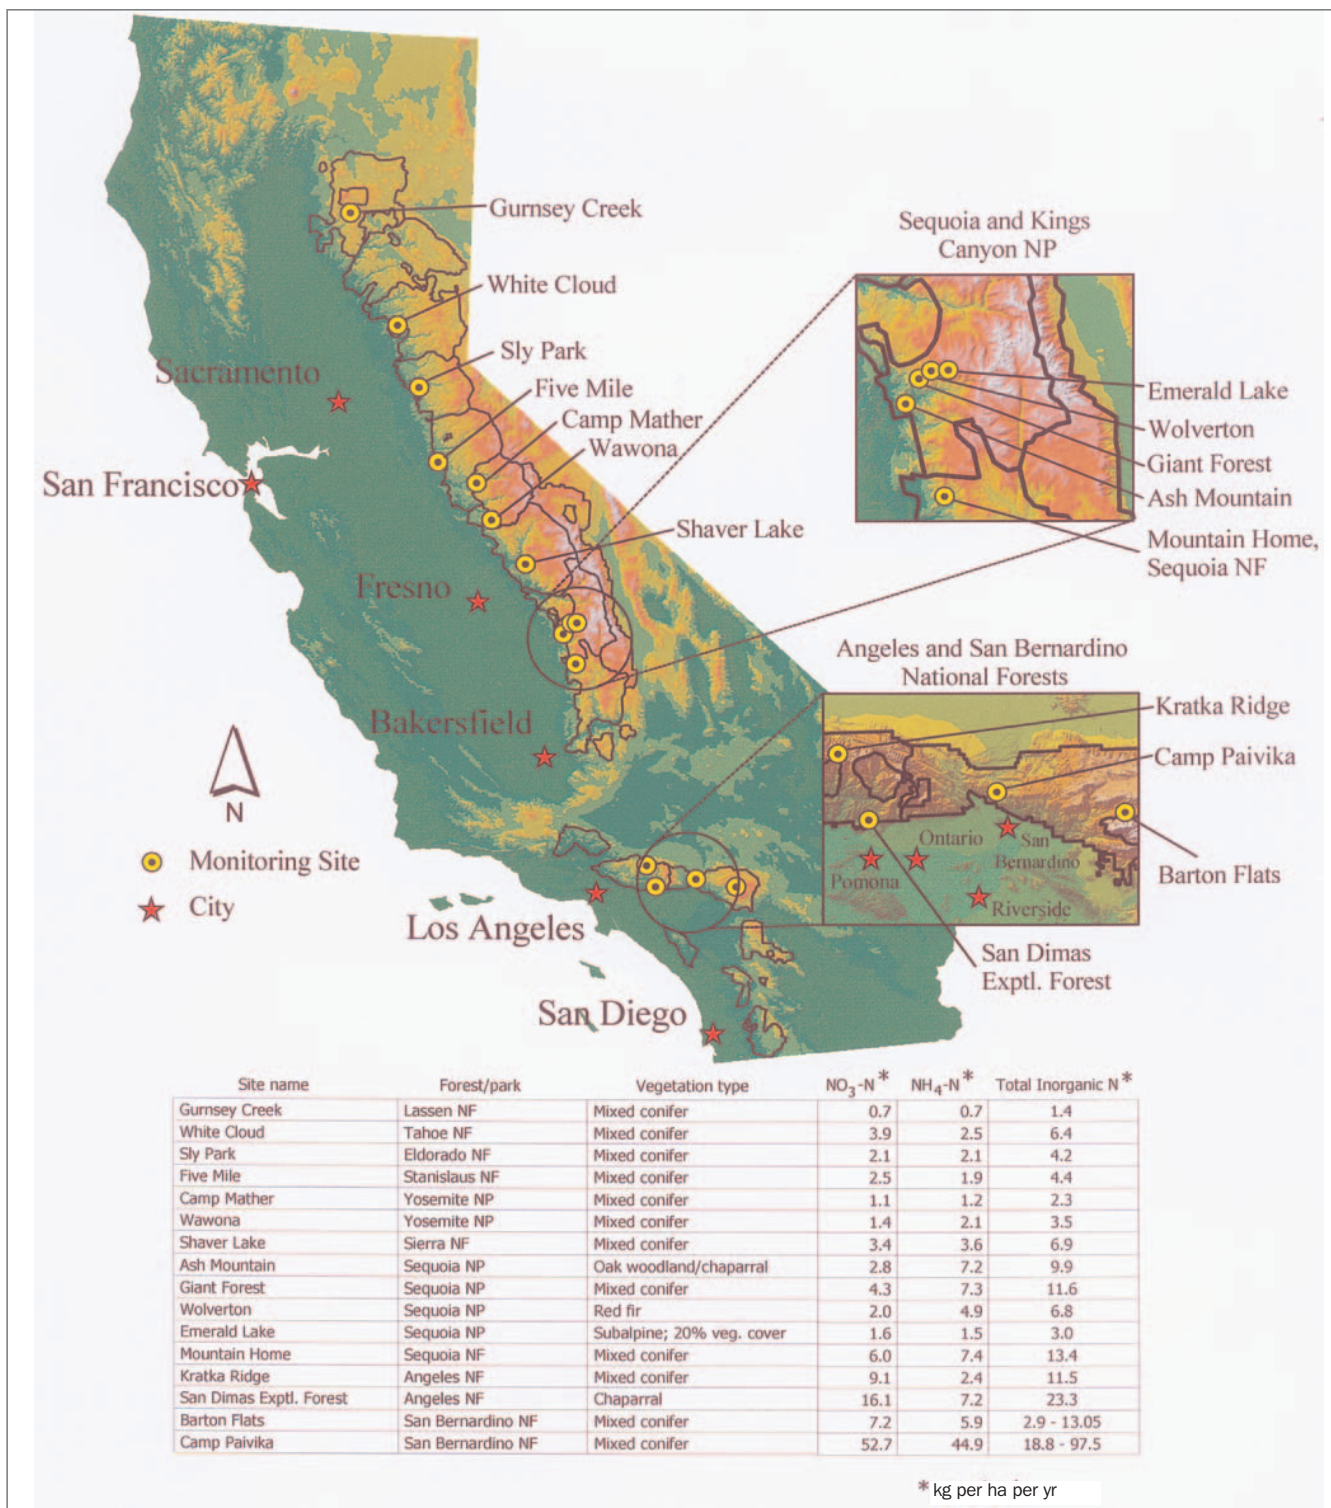 Gurnsey Creek
White Cloud
Sly Park
Sacramento
Five Mile
Camp Mather
Wawona
San Francisco
Shaver Lake
Fresno
Bakersfield
N
Monitoring Site
City
Los Angeles
San Diego
Sequoia and Kings
Canyon NP
Emerald Lake
Wolverton
Giant Forest
Ash Mountain
Mountain Home,
Sequoia NF
Angeles and San Bernardino
National Forests
Kratka Ridge
Camp Paivika
Ontario
San
Bernardino
Pomona
Riverside
Barton Flats
San Dimas
Exptl. Forest
Site name Forest/park Vegetation type NO3-N* NH4-N* Total Inorganic N*
Gurnsey Creek Lassen NF Mixed conifer 0.7 0.7 1.4
White Cloud Tahoe NF Mixed conifer 3.9 2.5 6.4
Sly Park Eldorado NF Mixed conifer 2.1 2.1 4.2
Five Mile Stanislaus NF Mixed conifer 2.5 1.9 4.4
Camp Mather Yosemite NP Mixed conifer 1.1 1.2 2.3
Wawona Yosemite NP Mixed conifer 1.4 2.1 3.5
Shaver Lake Sierra NF Mixed conifer 3.4 3.6 6.9
Ash Mountain Sequoia NP Oak woodland/chaparral 2.8 7.2 9.9
Giant Forest Sequoia NP Mixed conifer 4.3 7.3 11.6
Wolverton Sequoia NP Red fir 2.0 4.9 6.8
Emerald Lake Sequoia NP Subalpine; 20% veg. cover 1.6 1.5 3.0
Mountain Home Sequoia NF Mixed conifer 6.0 7.4 13.4
Kratka Ridge Angeles NF Mixed conifer 9.1 2.4 11.5
San Dimas Exptl. Forest Angeles NF Chaparral 16.1 7.2 23.3
Barton Flats San Bernardino NF Mixed conifer 7.2 5.9 2.9 - 13.05
Camp Paivika San Bernardino NF Mixed conifer 52.7 44.9 18.8 - 97.5
* kg per ha per yr